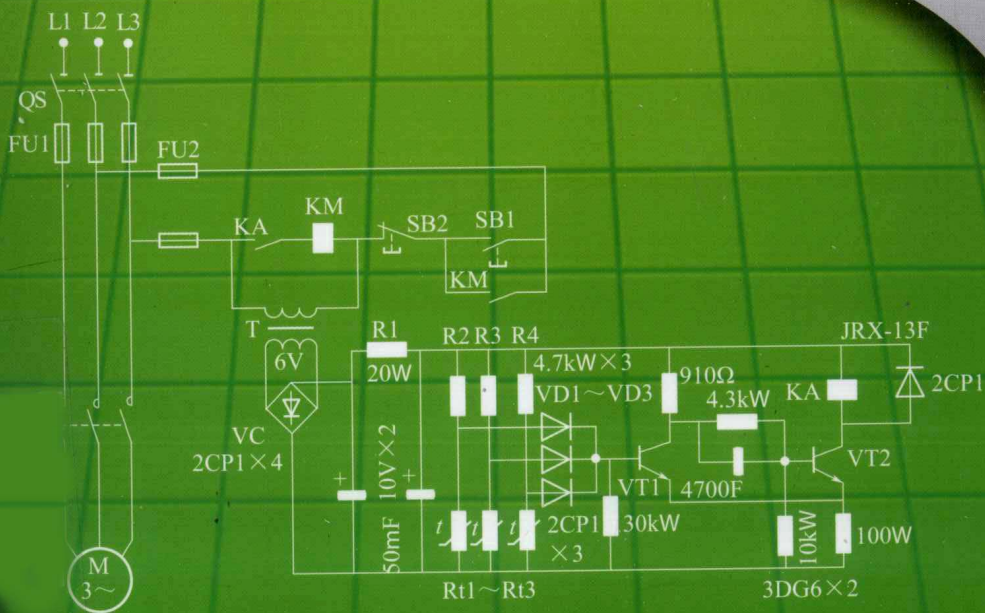 L1 L2 L3
QS
FU1
FU2
KA
KM
SB2
SB1
KM
T
6V
R1
20W
R2 R3 R4
JRX-13F
4.7kW×3
VD1～VD3
910Ω
4.3kW
KA
2CP1
VC
2CP1×4
10V×2
+
+
50mF
VT1
4700F
VT2
t
t
t
2CP1
×3
30kW
10kW
100W
M
3～
Rt1～Rt3
3DG6×2